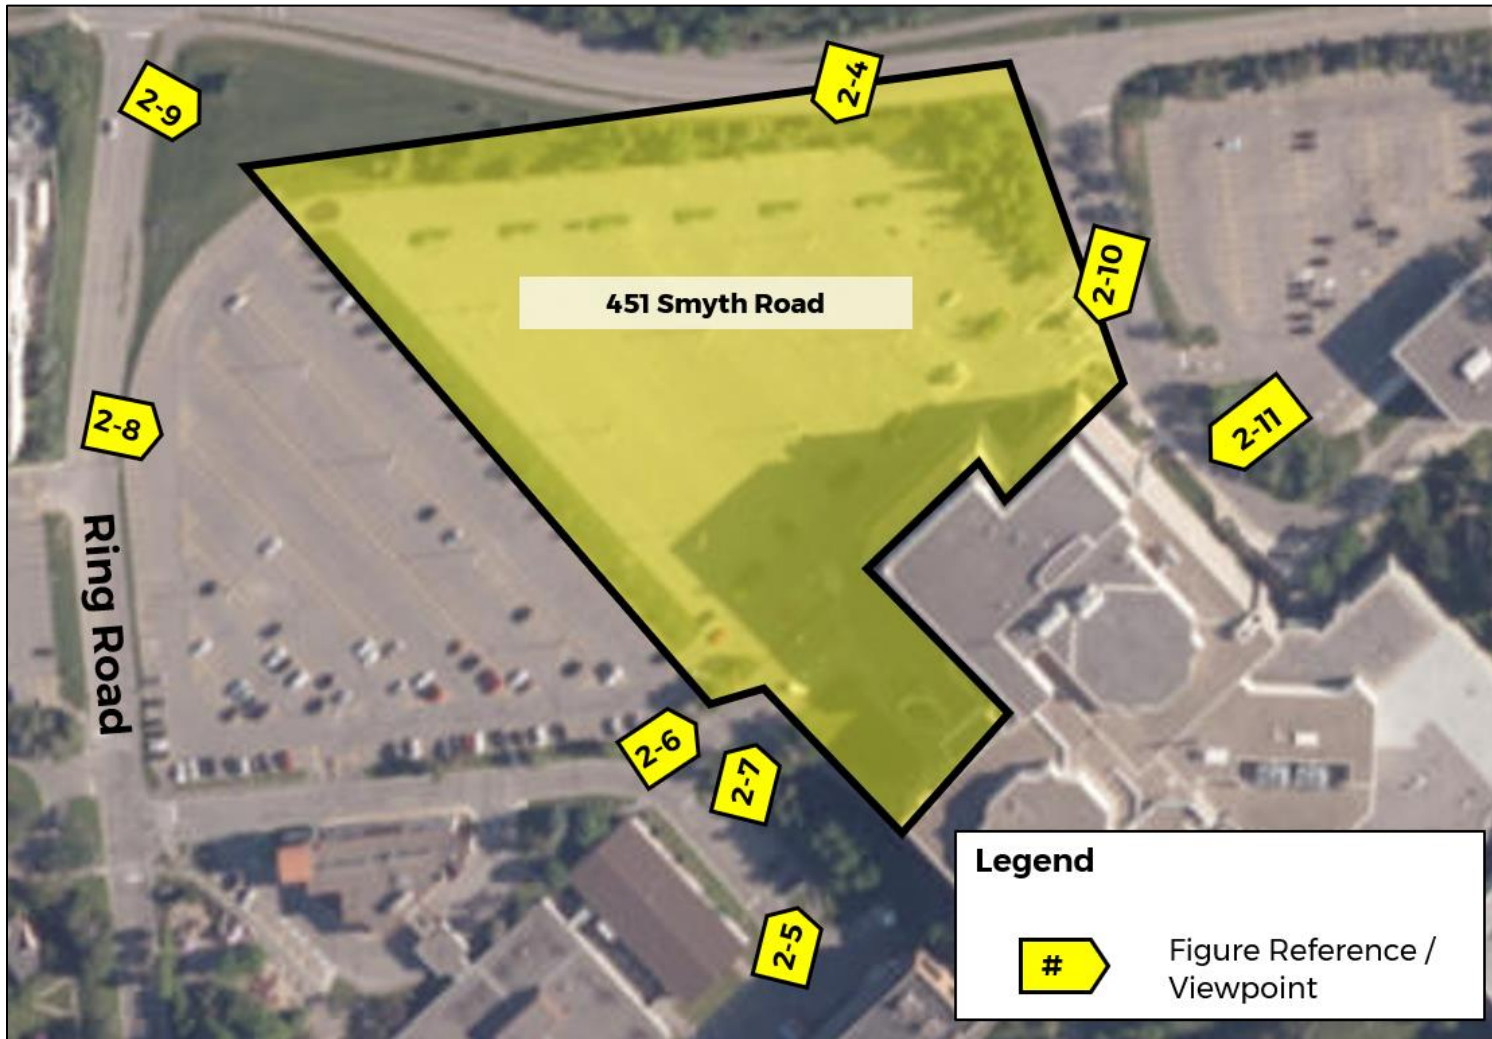 2-4
2-9
2-10
451 Smyth Road
2-8
2-11
Ring Road
2-6
2-7
2-5
Legend
#
Figure Reference /
Viewpoint